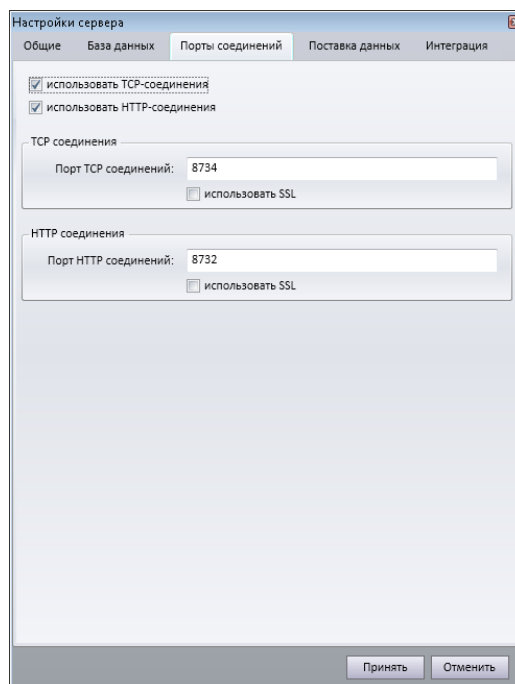 Настройки сервера
Общие База данных Порты соединений Поставка данных Интеграция
использовать TCP-соединения
использовать HTTP-соединения
TCP соединения
Порт TCP соединений: 8734
использовать SSL
HTTP соединения
Порт HTTP соединений: 8732
использовать SSL
Принять Отменить